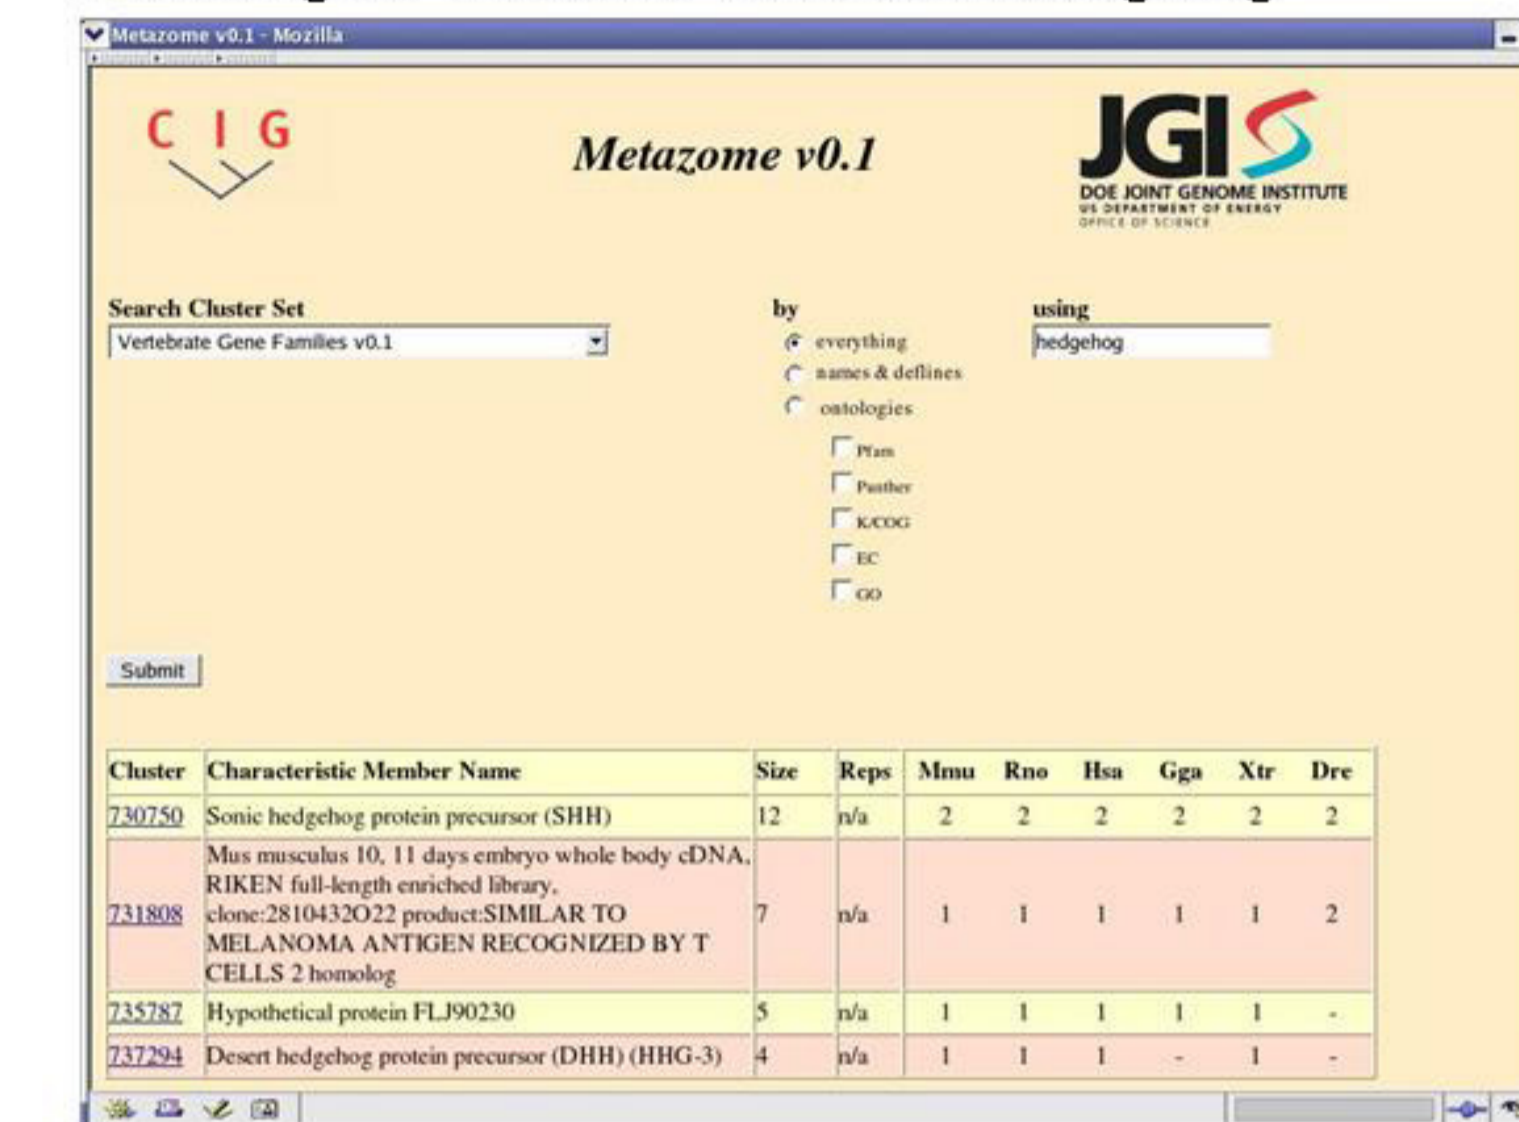 Metazome v0.1 - Mozilla
C I G
Metazome v0.1
JGI
DOE JOINT GENOME INSTITUTE
US DEPARTMENT OF ENERGY
OFFICE OF SCIENCE
Search Cluster Set by using
Vertebrate Gene Families v0.1 everything hedgehog
names & deflines
ontologies
Pfam
Panther
K/COG
EC
GO
Submit
Cluster Characteristic Member Name Size Reps Mmu Rno Hsa Gga Xtr Dre
730750 Sonic hedgehog protein precursor (SHH) 12 n/a 2 2 2 2 2 2
Mus musculus 10, 11 days embryo whole body cDNA,
RIKEN full-length enriched library,
731808 clone:2810432O22 product:SIMILAR TO 7 n/a 1 1 1 1 1 2
MELANOMA ANTIGEN RECOGNIZED BY T
CELLS 2 homolog
735787 Hypothetical protein FLJ90230 5 n/a 1 1 1 1 1 -
737294 Desert hedgehog protein precursor (DHH) (HHG-3) 4 n/a 1 1 1 - 1 -